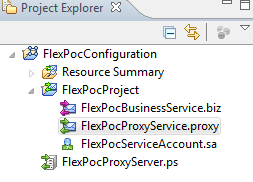 Project Explorer
FlexPocConfiguration
Resource Summary
FlexPocProject
FlexPocBusinessService.biz
FlexPocProxyService.proxy
FlexPocServiceAccount.sa
FlexPocProxyServer.ps